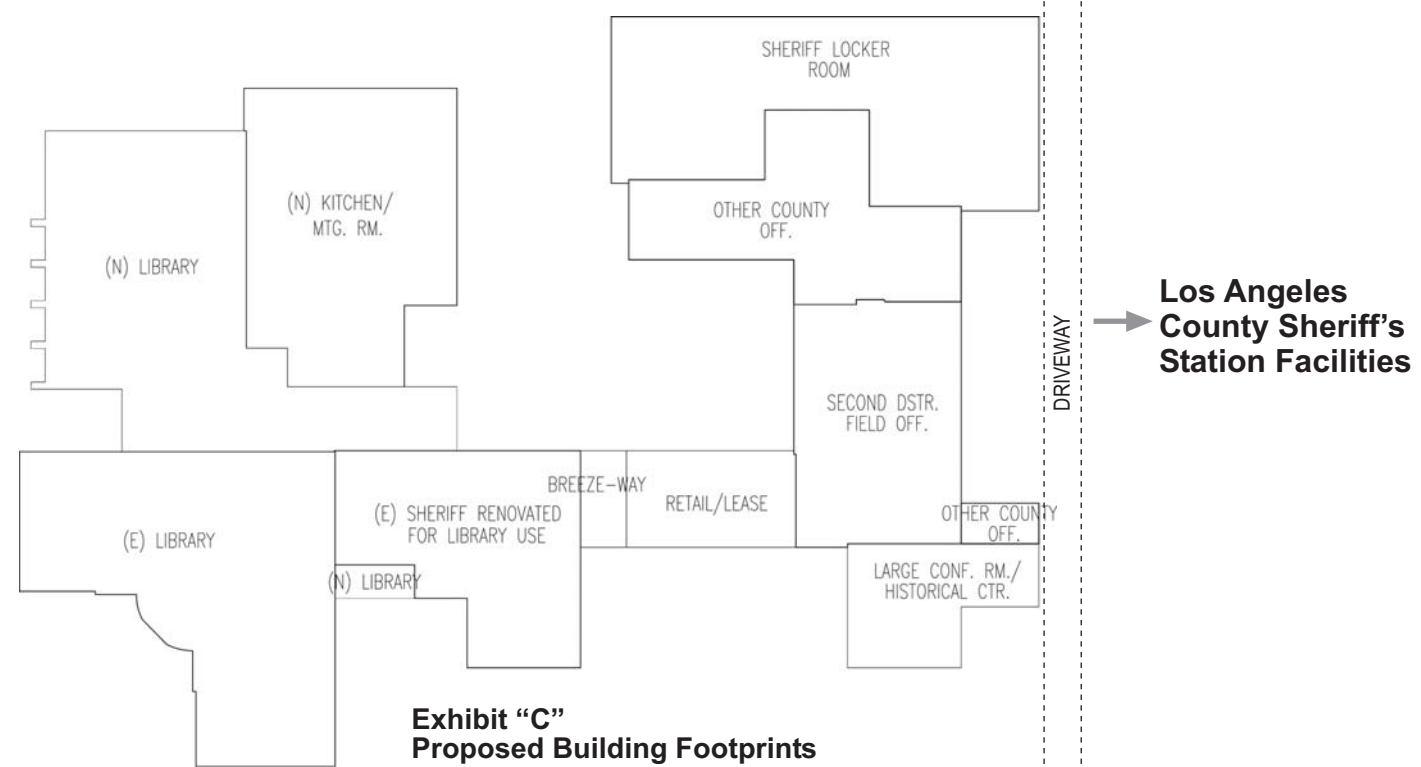 SHERIFF LOCKER
ROOM
(N) KITCHEN/
MTG. RM.
OTHER COUNTY
OFF.
(N) LIBRARY
Los Angeles
County Sheriff’s
Station Facilities
DRIVEWAY
SECOND DSTR.
FIELD OFF.
BREEZE-WAY
RETAIL/LEASE
(E) SHERIFF RENOVATED
FOR LIBRARY USE
OTHER COUNTY
OFF.
(E) LIBRARY
(N) LIBRARY
LARGE CONF. RM./
HISTORICAL CTR.
Exhibit “C”
Proposed Building Footprints